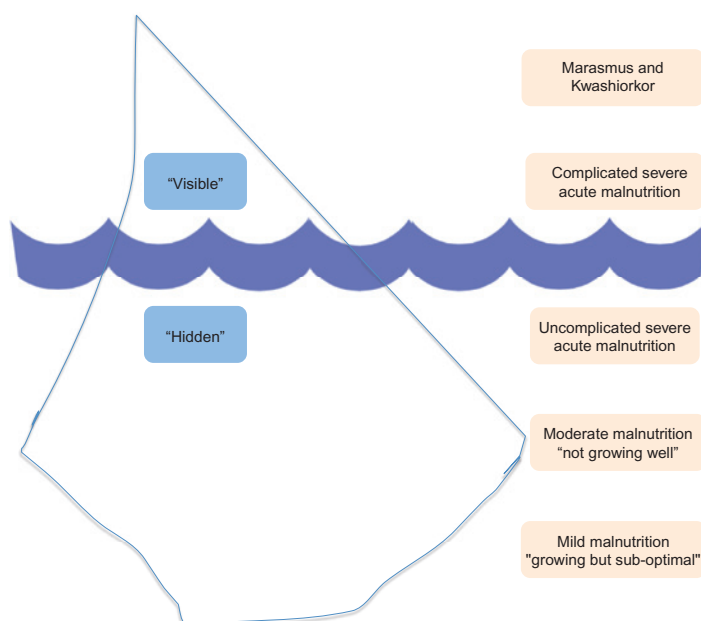 Marasmus and
Kwashiorkor
“Visible”
Complicated severe
acute malnutrition
“Hidden”
Uncomplicated severe
acute malnutrition
Moderate malnutrition
“not growing well”
Mild malnutrition
"growing but sub-optimal"